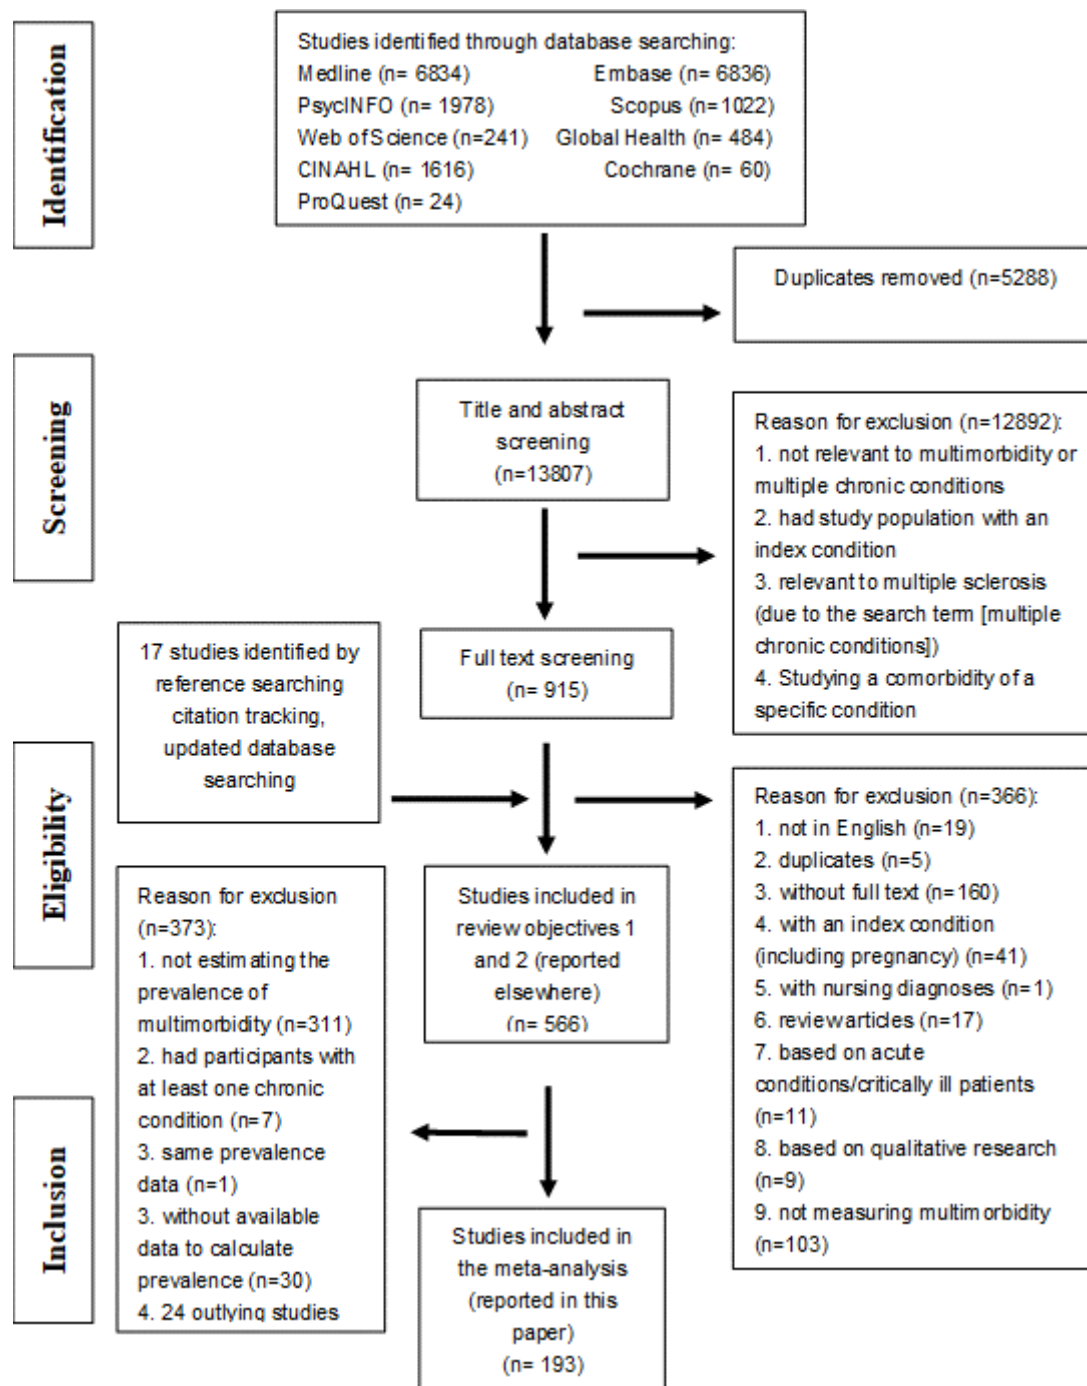 Identification
Studies identified through database searching:
Medline (n= 6834) Embase (n= 6836)
PsycINFO (n= 1978) Scopus (n=1022)
Web of Science (n=241) Global Health (n= 484)
CINAHL (n= 1616) Cochrane (n= 60)
ProQuest (n= 24)
Duplicates removed (n=5288)
Screening
Title and abstract
screening
(n=13807)
Reason for exclusion (n=12892):
1. not relevant to multimorbidity or
multiple chronic conditions
2. had study population with an
index condition
3. relevant to multiple sclerosis
(due to the search term [multiple
chronic conditions])
4. Studying a comorbidity of a
specific condition
Full text screening
(n= 915)
17 studies identified by
reference searching
citation tracking,
updated database
searching
Eligibility
Reason for exclusion (n=366):
1. not in English (n=19)
2. duplicates (n=5)
3. without full text (n=160)
4. with an index condition
(including pregnancy) (n=41)
5. with nursing diagnoses (n=1)
6. review articles (n=17)
7. based on acute
conditions/critically ill patients
(n=11)
8. based on qualitative research
(n=9)
9. not measuring multimorbidity
(n=103)
Studies included in
review objectives 1
and 2 (reported
elsewhere)
(n= 566)
Reason for exclusion
(n=373):
1. not estimating the
prevalence of
multimorbidity (n=311)
2. had participants with
at least one chronic
condition (n=7)
3. same prevalence
data (n=1)
3. without available
data to calculate
prevalence (n=30)
4. 24 outlying studies
Inclusion
Studies included in
the meta-analysis
(reported in this
paper)
(n= 193)